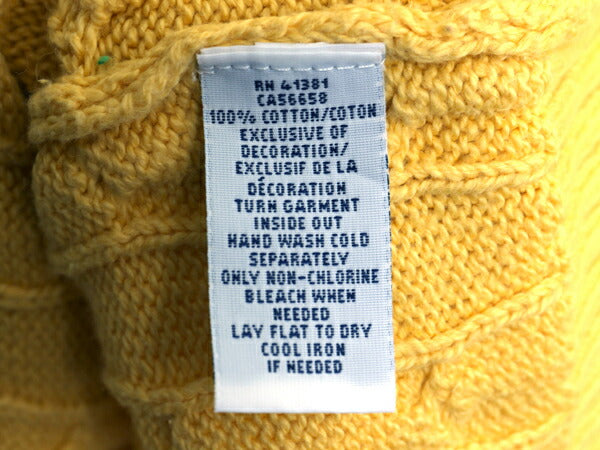 RN 41381
CA56658
100% COTTON/COTON
EXCLUSIVE OF
DECORATION/
EXCLUSIF DE LA
DÉCORATION
TURN GARMENT
INSIDE OUT
HAND WASH COLD
SEPARATELY
ONLY NON-CHLORINE
BLEACH WHEN
NEEDED
LAY FLAT TO DRY
COOL IRON
IF NEEDED